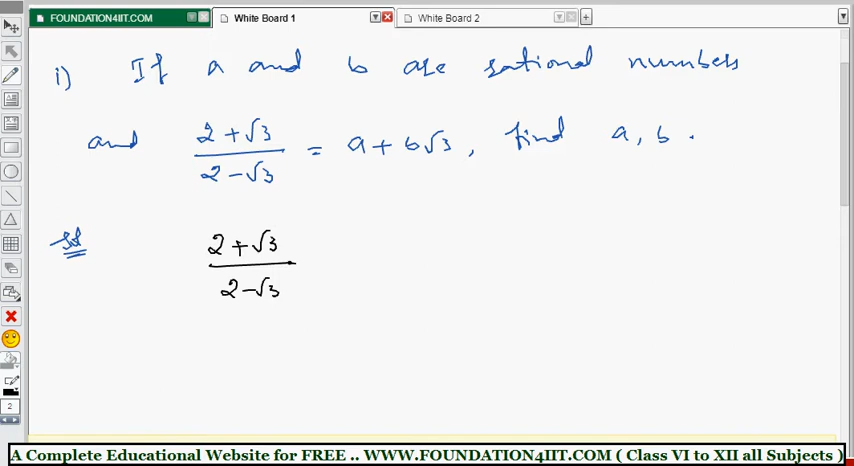 FOUNDATION4IIT.COM White Board 1 White Board 2
i) If a and b are rational numbers
and (2 + √3)/(2 - √3) = a + b√3, find a, b.
Sol
(2 + √3)/(2 - √3)
2
A Complete Educational Website for FREE .. WWW.FOUNDATION4IIT.COM ( Class VI to XII all Subjects )